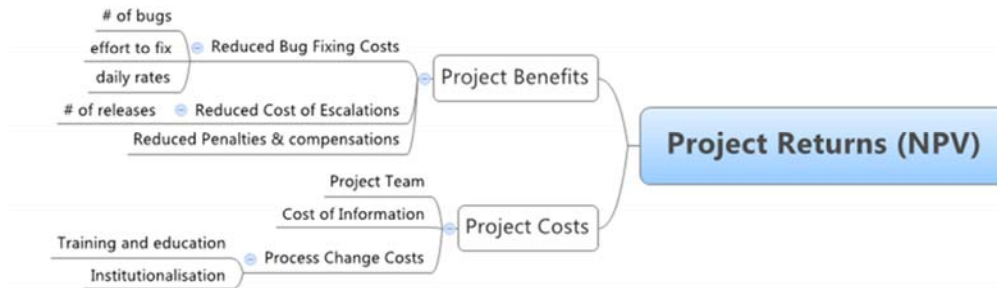 # of bugs
effort to fix
daily rates
Reduced Bug Fixing Costs
# of releases
Reduced Cost of Escalations
Reduced Penalties & compensations
Project Benefits
Project Returns (NPV)
Project Team
Cost of Information
Training and education
Institutionalisation
Process Change Costs
Project Costs